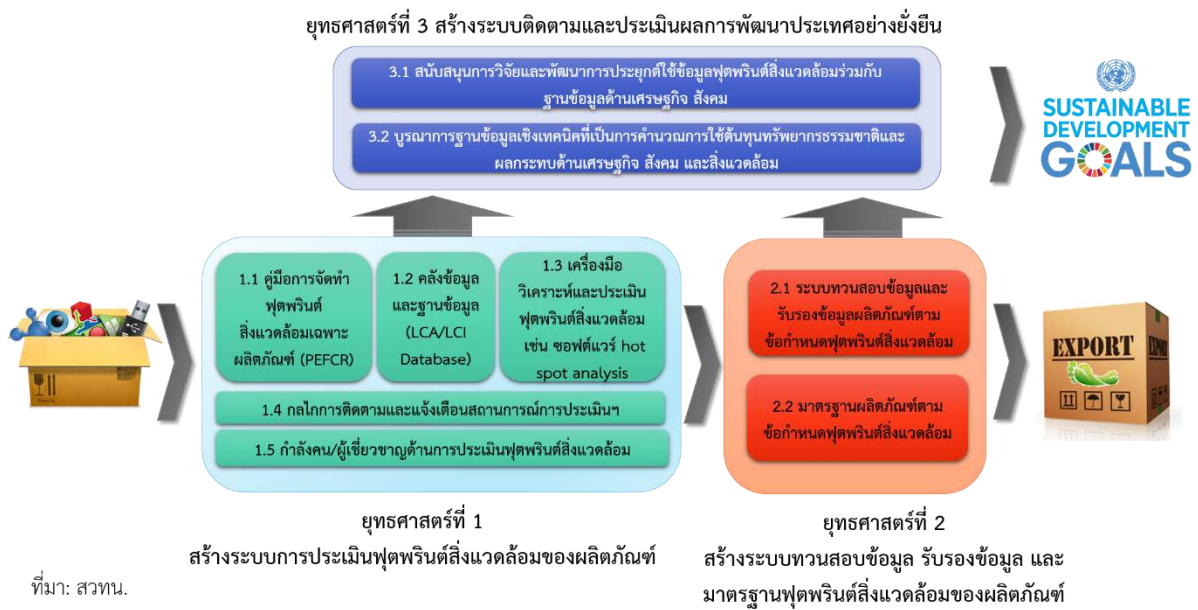 ยุทธศาสตร์ที่ 3 สร้างระบบติดตามและประเมินผลการพัฒนาประเทศอย่างยั่งยืน
3.1 สนับสนุนการวิจัยและพัฒนาการประยุกต์ใช้ข้อมูลฟุตพรินต์สิ่งแวดล้อมร่วมกับ
ฐานข้อมูลด้านเศรษฐกิจ สังคม
3.2 บูรณาการฐานข้อมูลเชิงเทคนิคที่เป็นการคำนวณการใช้ต้นทุนทรัพยากรธรรมชาติและ
ผลกระทบด้านเศรษฐกิจ สังคม และสิ่งแวดล้อม
SUSTAINABLE
DEVELOPMENT
GOALS
1.1 คู่มือการจัดทำ
ฟุตพรินต์
สิ่งแวดล้อมเฉพาะ
ผลิตภัณฑ์ (PEFCR)
1.2 คลังข้อมูล
และฐานข้อมูล
(LCA/LCI
Database)
1.3 เครื่องมือ
วิเคราะห์และประเมิน
ฟุตพรินต์สิ่งแวดล้อม
เช่น ซอฟต์แวร์ hot
spot analysis
1.4 กลไกการติดตามและแจ้งเตือนสถานการณ์การประเมินฯ
1.5 กำลังคน/ผู้เชี่ยวชาญด้านการประเมินฟุตพรินต์สิ่งแวดล้อม
2.1 ระบบทวนสอบข้อมูลและ
รับรองข้อมูลผลิตภัณฑ์ตาม
ข้อกำหนดฟุตพรินต์สิ่งแวดล้อม
2.2 มาตรฐานผลิตภัณฑ์ตาม
ข้อกำหนดฟุตพรินต์สิ่งแวดล้อม
EXPORT
EXPORT
ยุทธศาสตร์ที่ 1
สร้างระบบการประเมินฟุตพรินต์สิ่งแวดล้อมของผลิตภัณฑ์
ยุทธศาสตร์ที่ 2
สร้างระบบทวนสอบข้อมูล รับรองข้อมูล และ
มาตรฐานฟุตพรินต์สิ่งแวดล้อมของผลิตภัณฑ์
ที่มา: สวทน.